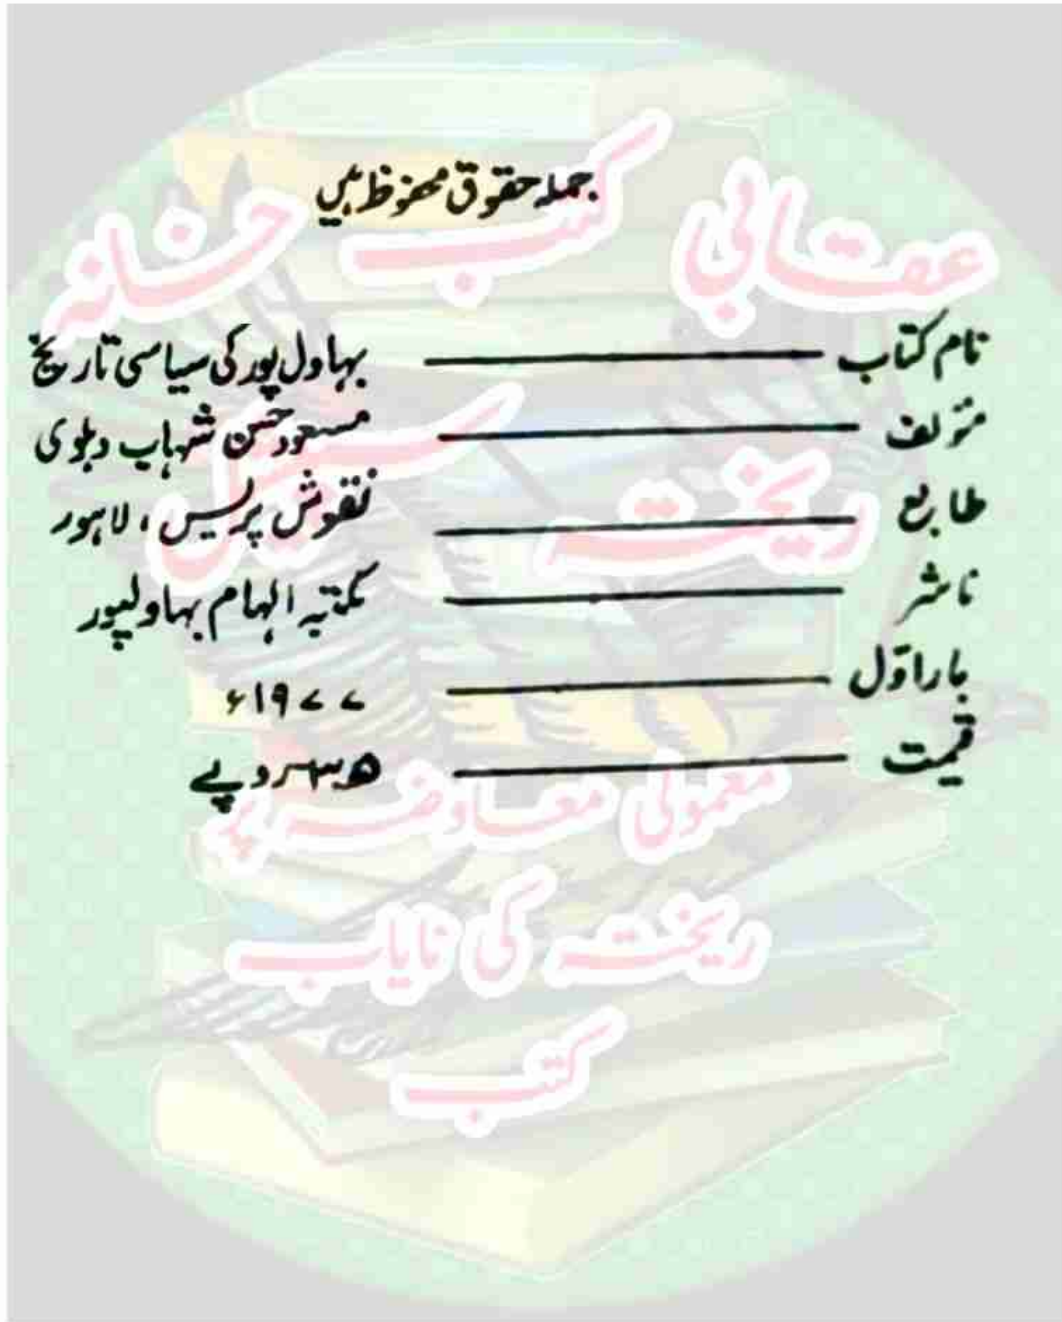 جملہ حقوق محفوظ ہیں
عقابی کتب خانہ
نام کتاب ——— بہاول پور کی سیاسی تاریخ
مؤلف ——— مسعود حسن شہاب دہلوی
طابع ——— نقوش پریس، لاہور
ریختہ
ناشر ——— مکتبہ الہام بہاولپور
بار اوّل ——— ۱۹۷۷ء
قیمت ——— ۳۵ روپے
معمولی معاوضہ پر
ریختہ کی نایاب
کتب